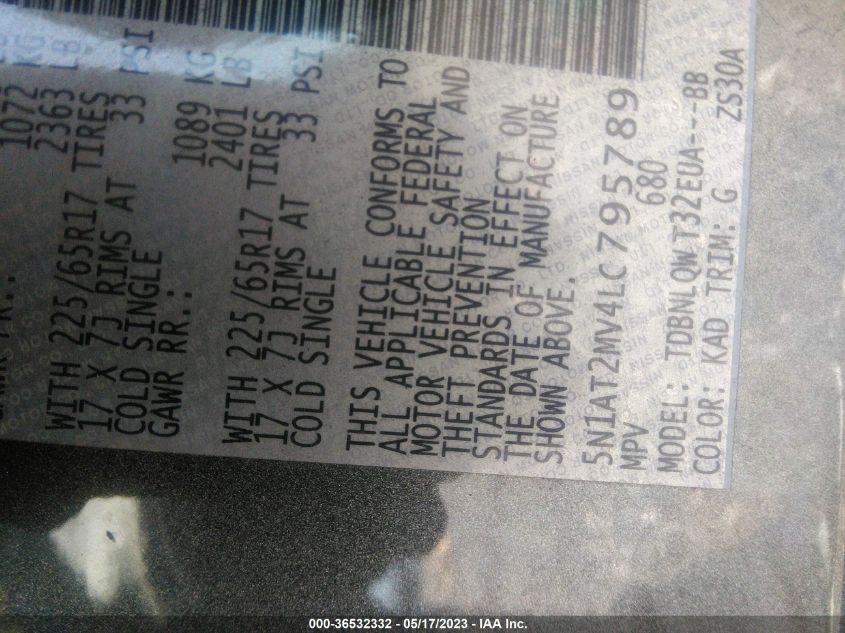 1072 KG
2363 LB
WITH 225/65R17 TIRES
17 X 7J RIMS AT 33 PSI
COLD SINGLE
GAWR RR.: 1089 KG
2401 LB
WITH 225/65R17 TIRES
17 X 7J RIMS AT 33 PSI
COLD SINGLE
THIS VEHICLE CONFORMS TO
ALL APPLICABLE FEDERAL
MOTOR VEHICLE SAFETY AND
THEFT PREVENTION
STANDARDS IN EFFECT ON
THE DATE OF MANUFACTURE
SHOWN ABOVE.
5N1AT2MV4LC795789
MPV 680
MODEL: TDBNLQWT32EUA---BB
COLOR: KAD TRIM: G ZS30A
000-36532332 - 05/17/2023 - IAA Inc.